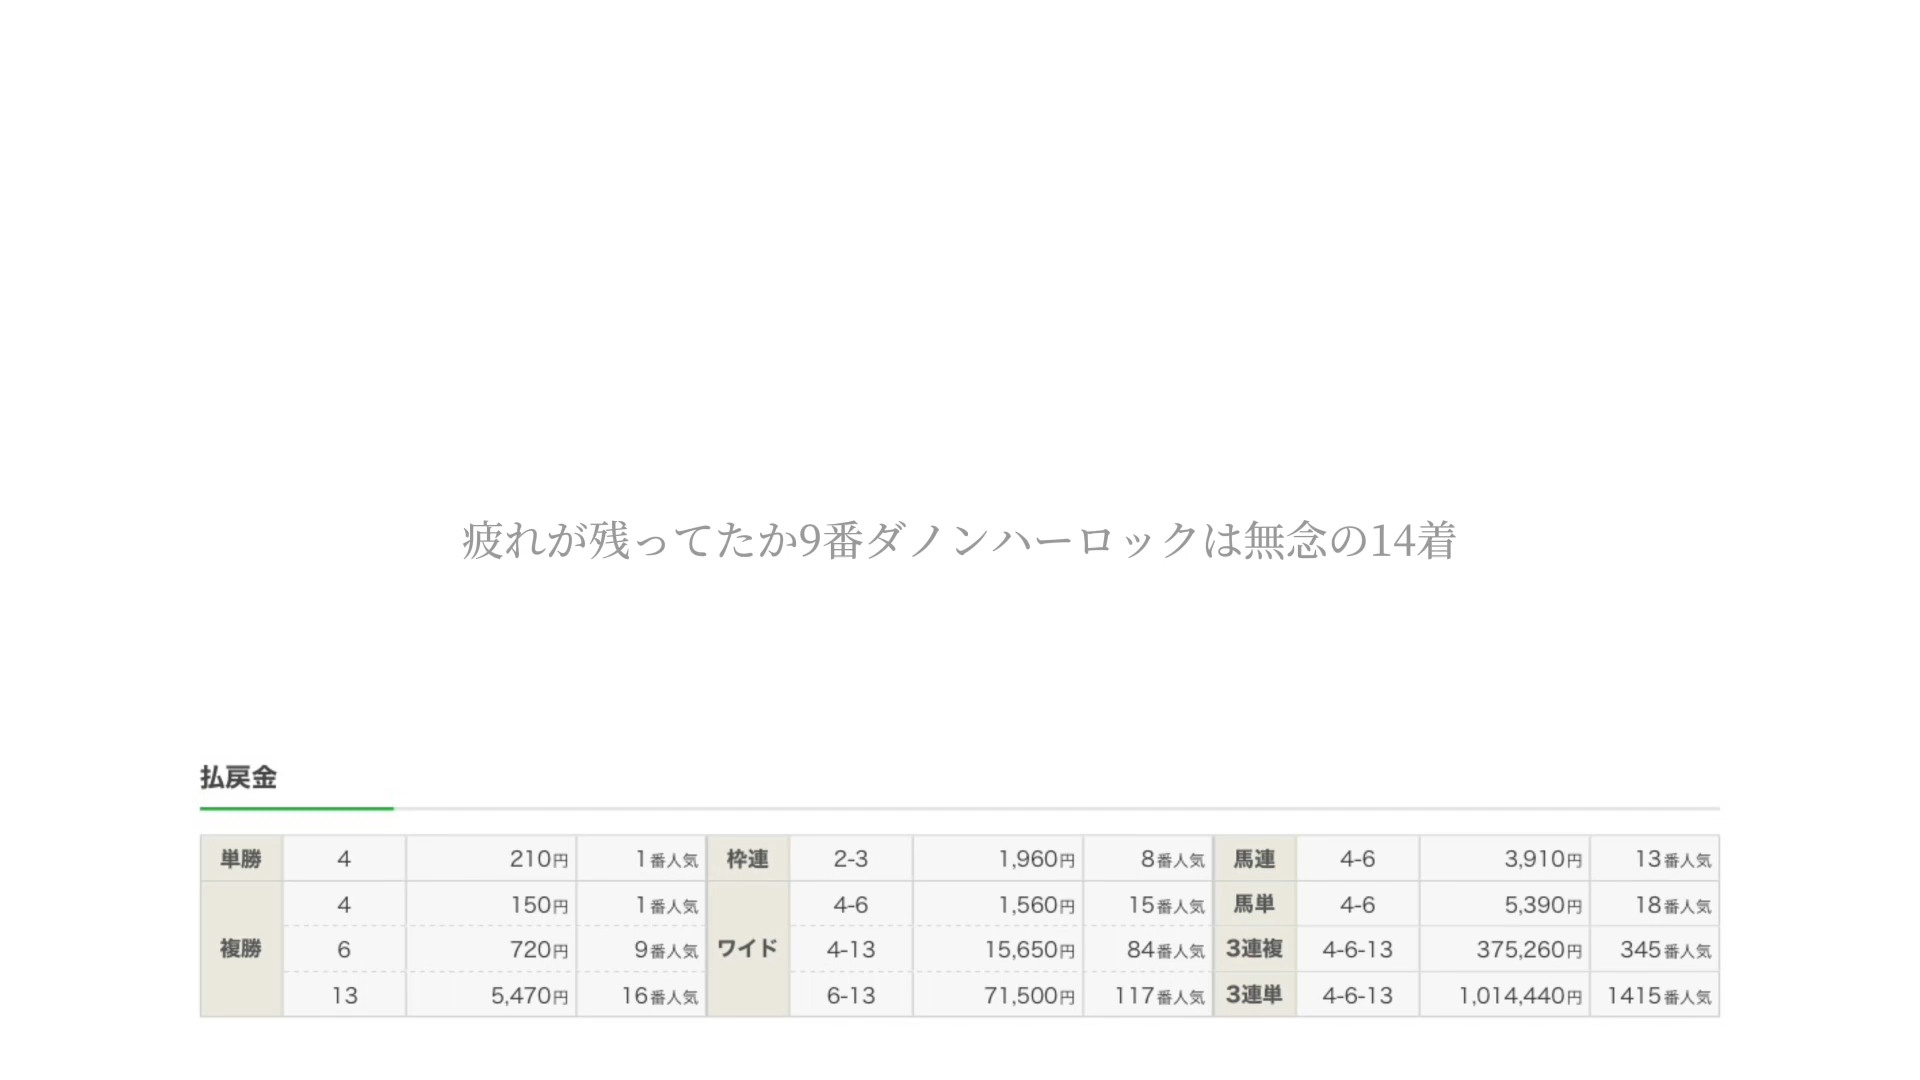 疲れが残ってたか9番ダノンハーロックは無念の14着
払戻金
単勝 4 210円 1番人気 枠連 2-3 1,960円 8番人気 馬連 4-6 3,910円 13番人気
4 150円 1番人気 4-6 1,560円 15番人気 馬単 4-6 5,390円 18番人気
複勝 6 720円 9番人気 ワイド 4-13 15,650円 84番人気 3連複 4-6-13 375,260円 345番人気
13 5,470円 16番人気 6-13 71,500円 117番人気 3連単 4-6-13 1,014,440円 1415番人気